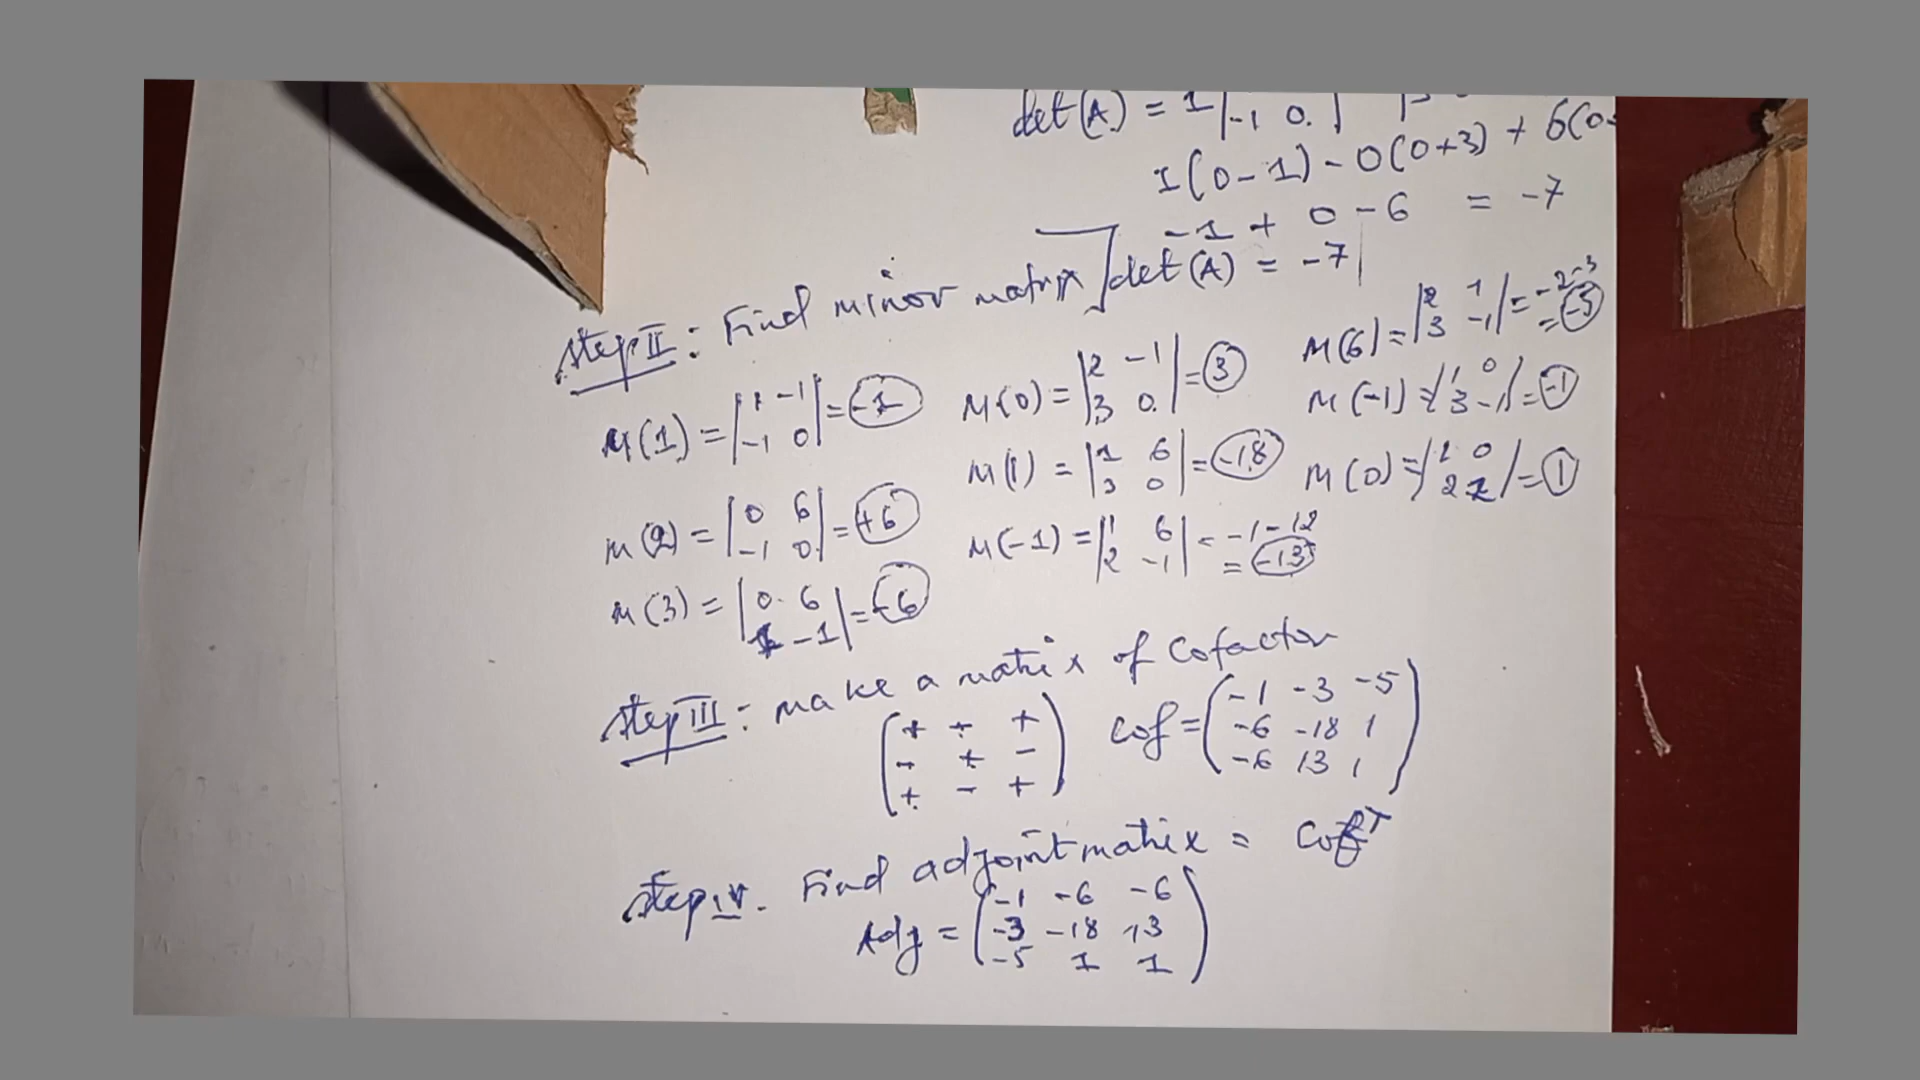 det(A) = 1|-1 0.|
1(0-1) - 0(0+3) + 6(0-
-1 + 0 - 6 = -7
det(A) = -7
Step II: Find minor matrix
M(1) = |1 -1| = -1
|-1 0|
M(0) = |2 -1| = 3
|3 0.|
M(6) = |2 1| = -2-3
|3 -1| = -5
M(2) = |0 6| = +6
|-1 0.|
M(1) = |1 6| = -18
|3 0|
M(-1) = |1 0| = -1
|3 -1|
M(3) = |0 6| = -6
|1 -1|
M(-1) = |1 6| = -1-12
|2 -1| = -13
M(0) = |1 0| = 1
|2 1|
Step III: make a matrix of Cofactor
(+ - +)
(- + -)
(+ - +)
Cof = (-1 -3 -5)
(-6 -18 1)
(-6 13 1)
Step IV. Find adjoint matrix = CofT
Adj = (-1 -6 -6)
(-3 -18 13)
(-5 1 1)